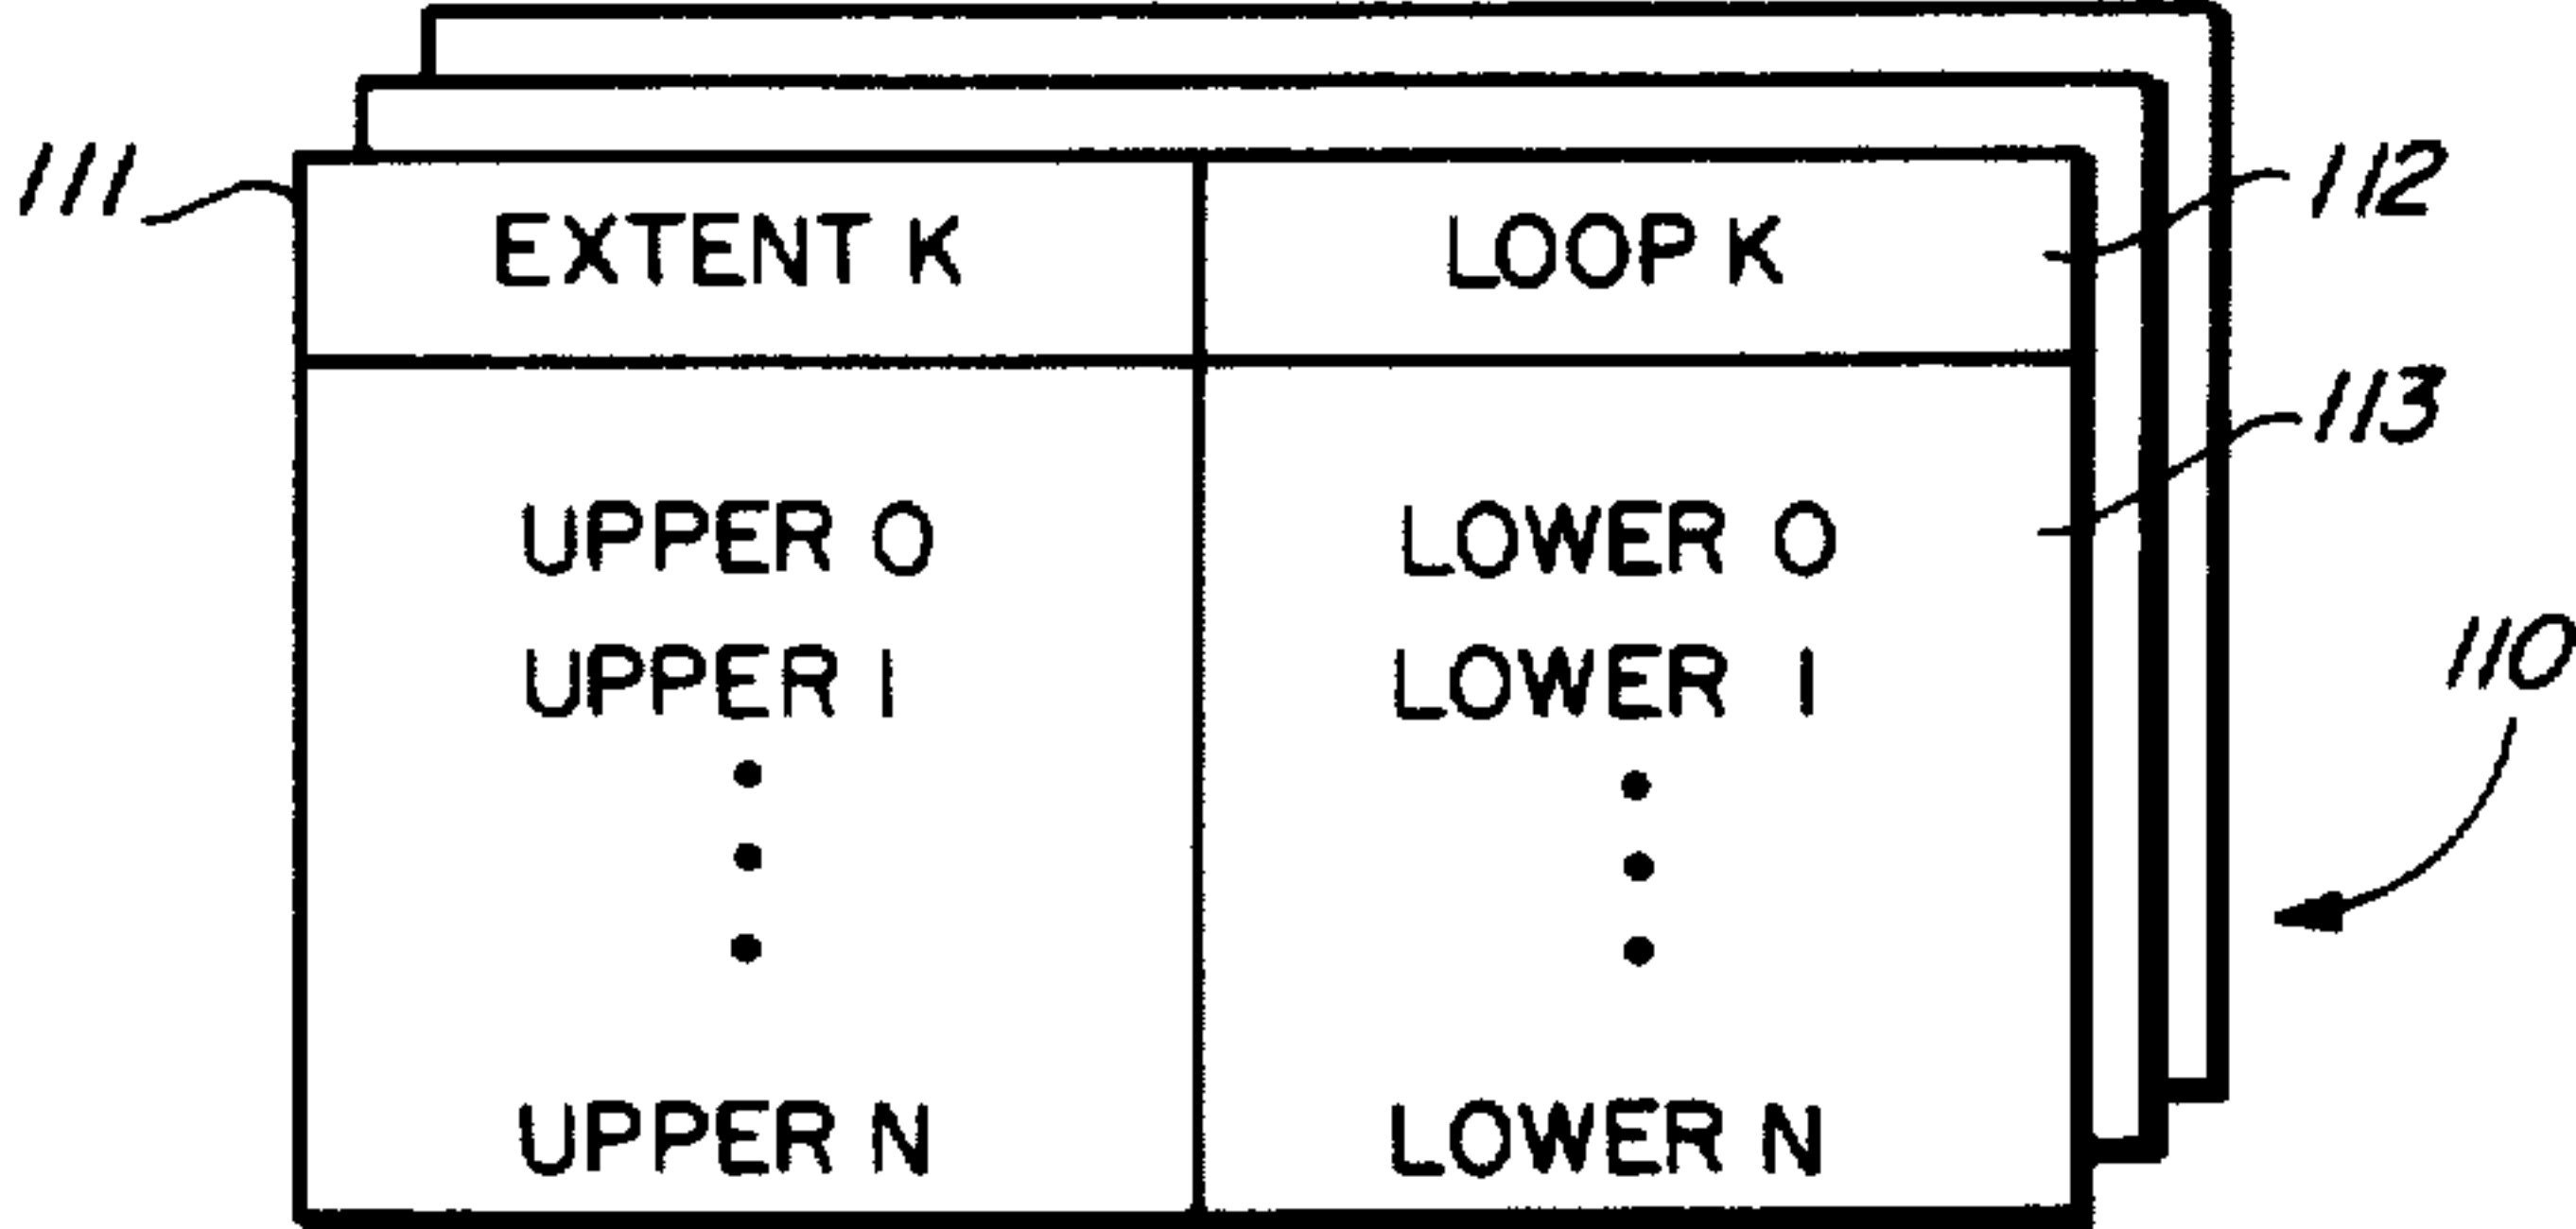 111 EXTENT K LOOP K 112
113
UPPER 0 LOWER 0
UPPER 1 LOWER 1
110
UPPER N LOWER N